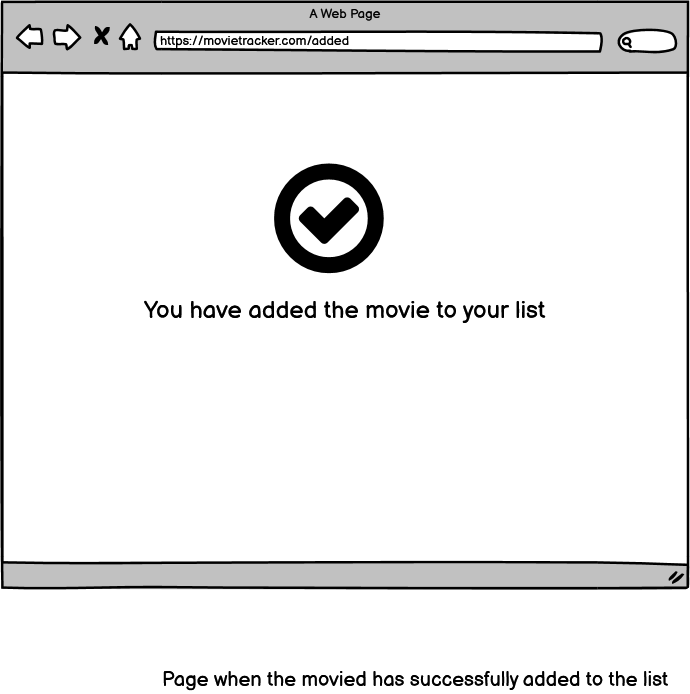 A Web Page
https://movietracker.com/added
You have added the movie to your list
Page when the movied has successfully added to the list